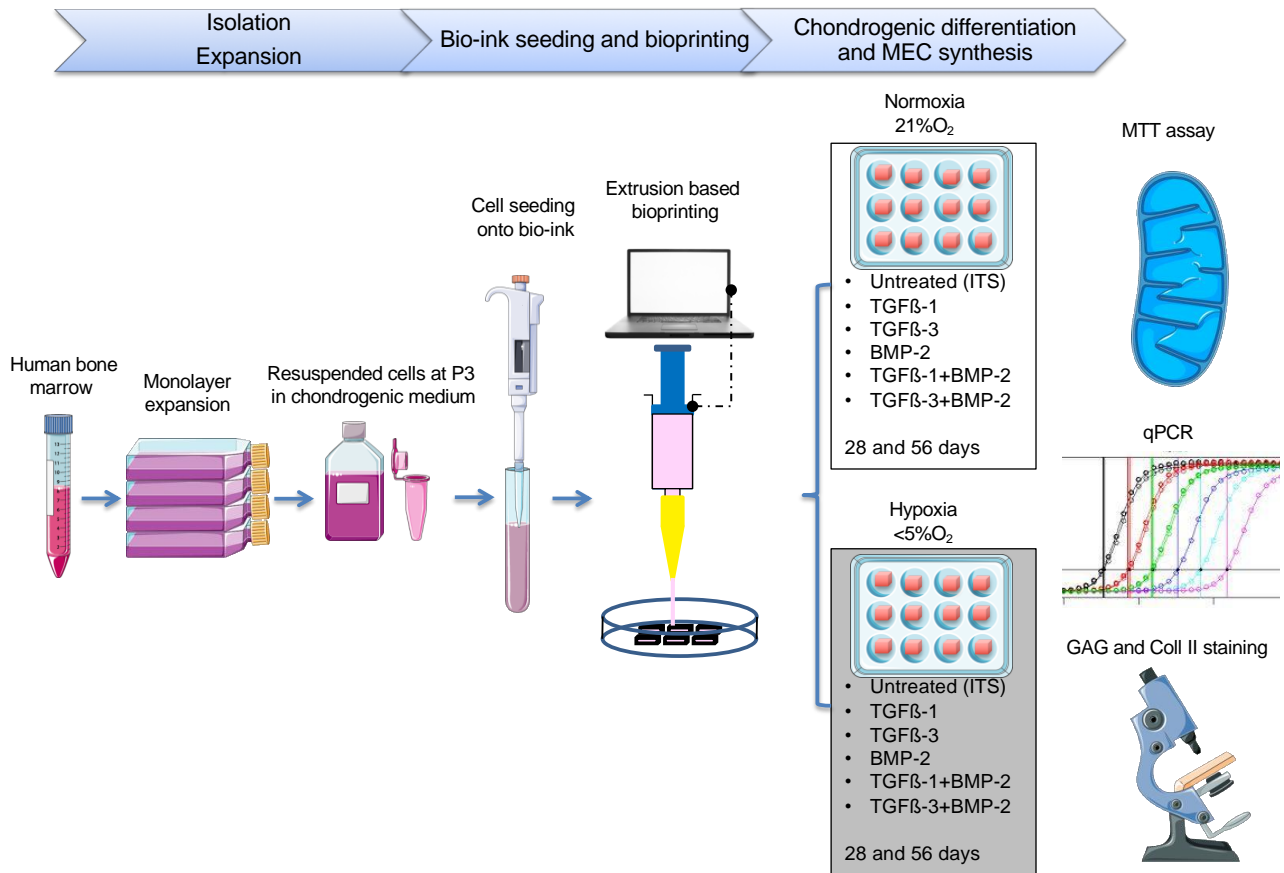 Isolation
Expansion
Bio-ink seeding and bioprinting
Chondrogenic differentiation
and MEC synthesis
Human bone
marrow
Monolayer
expansion
Resuspended cells at P3
in chondrogenic medium
Cell seeding
onto bio-ink
Extrusion based
bioprinting
Normoxia
21%O₂
• Untreated (ITS)
• TGFß-1
• TGFß-3
• BMP-2
• TGFß-1+BMP-2
• TGFß-3+BMP-2
28 and 56 days
Hypoxia
<5%O₂
• Untreated (ITS)
• TGFß-1
• TGFß-3
• BMP-2
• TGFß-1+BMP-2
• TGFß-3+BMP-2
28 and 56 days
MTT assay
qPCR
GAG and Coll II staining